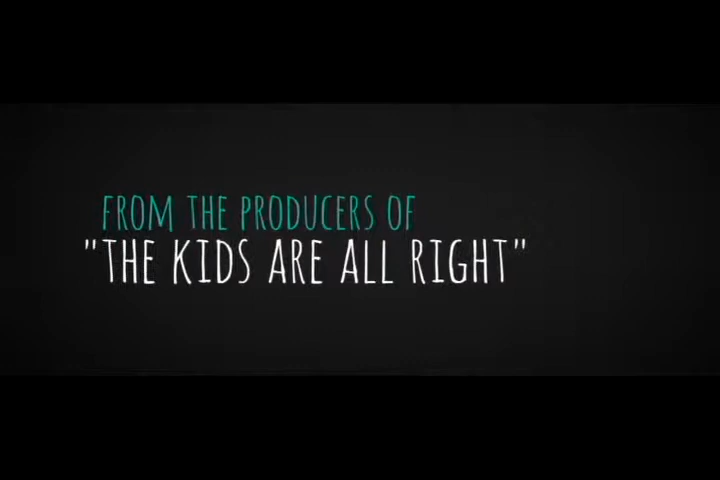 FROM THE PRODUCERS OF
"THE KIDS ARE ALL RIGHT"